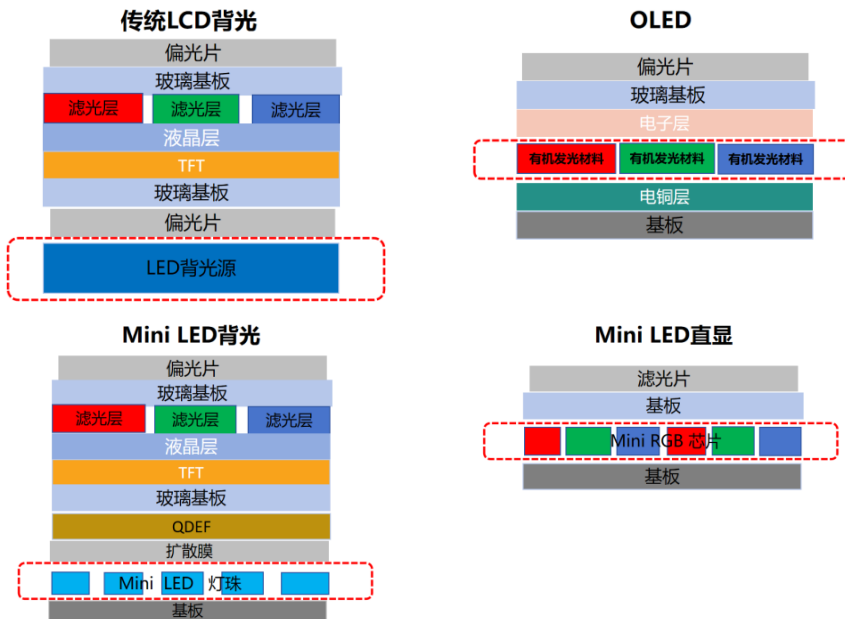 传统LCD背光
偏光片
玻璃基板
滤光层 滤光层 滤光层
液晶层
TFT
玻璃基板
偏光片
LED背光源
OLED
偏光片
玻璃基板
电子层
有机发光材料 有机发光材料 有机发光材料
电铜层
基板
Mini LED背光
偏光片
玻璃基板
滤光层 滤光层 滤光层
液晶层
TFT
玻璃基板
QDEF
扩散膜
Mini LED 灯珠
基板
Mini LED直显
滤光片
基板
Mini RGB 芯片
基板